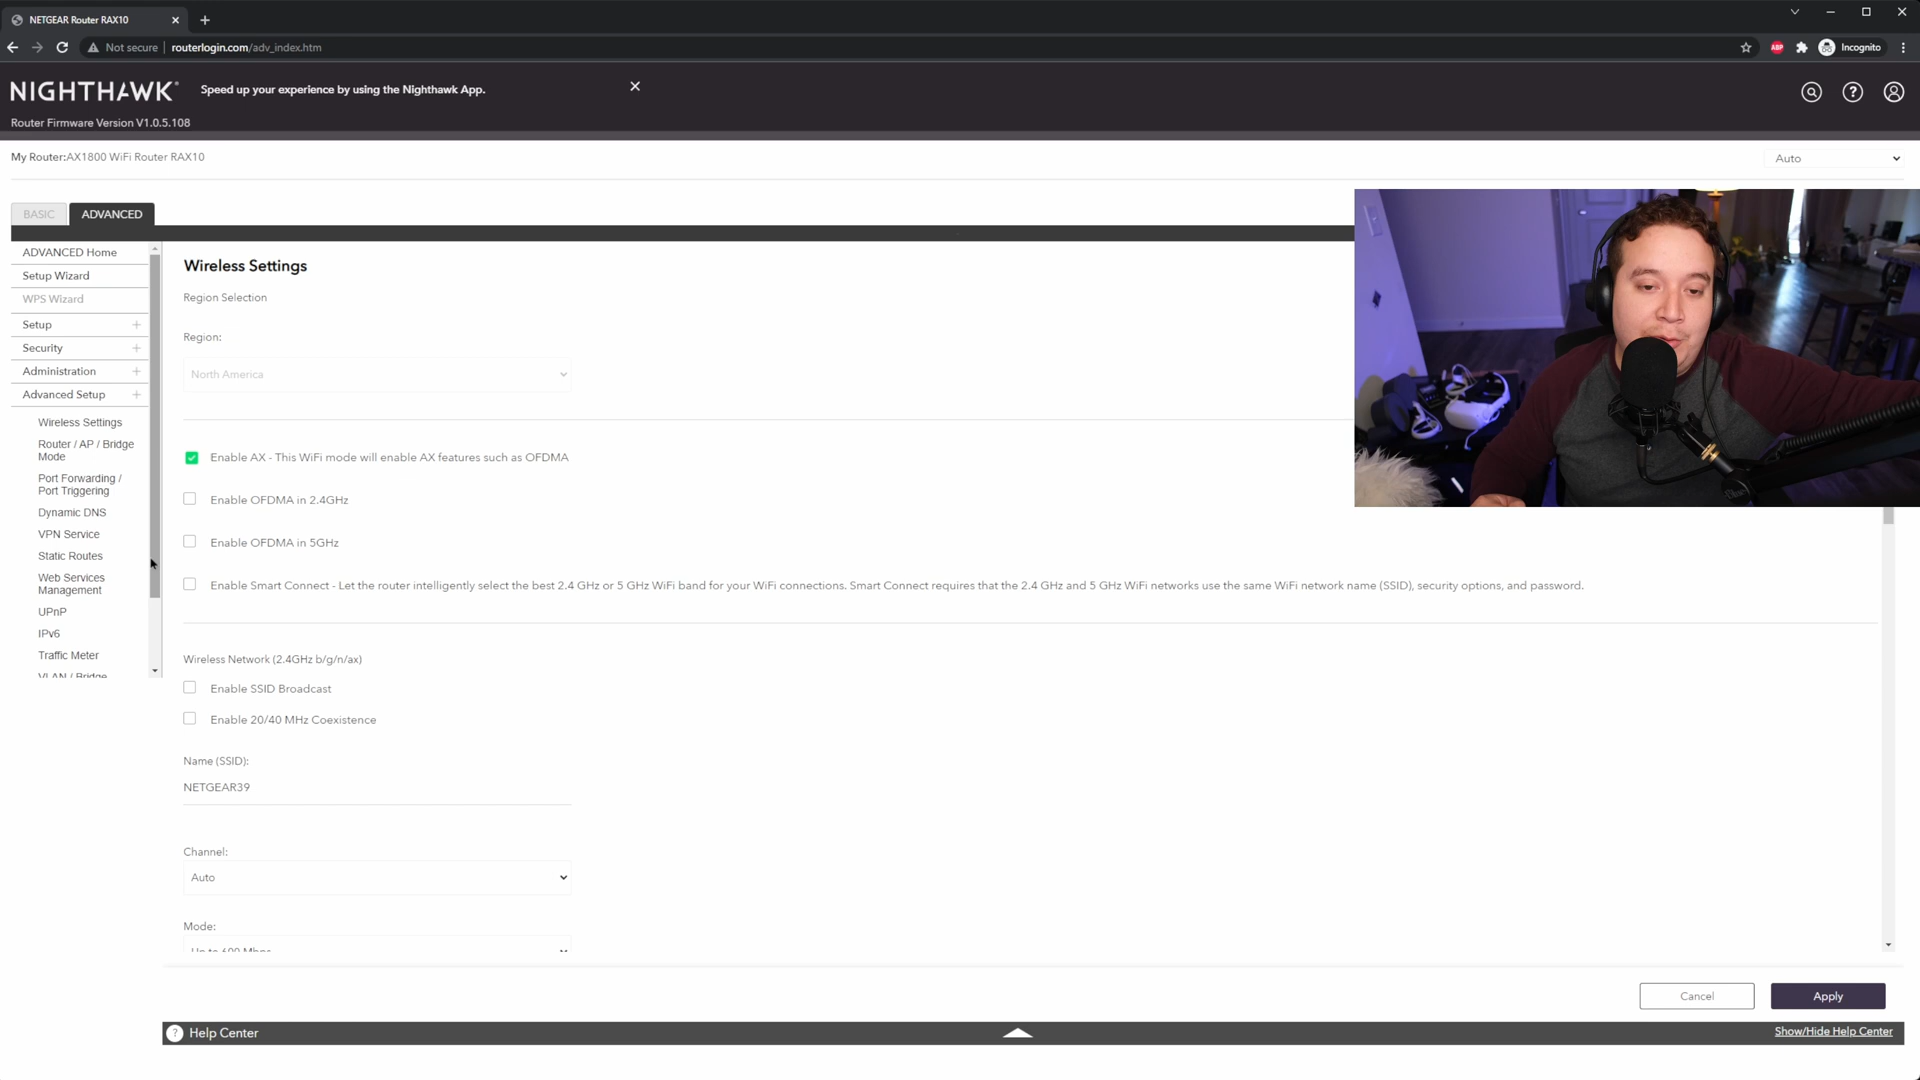 NETGEAR Router RAX10
Not secure
routerlogin.com/adv_index.htm
ABP
Incognito
NIGHTHAWK
Speed up your experience by using the Nighthawk App.
Router Firmware Version V1.0.5.108
My Router:AX1800 WiFi Router RAX10
Auto
BASIC
ADVANCED
ADVANCED Home
Setup Wizard
WPS Wizard
Setup
Security
Administration
Advanced Setup
Wireless Settings
Router / AP / Bridge
Mode
Port Forwarding /
Port Triggering
Dynamic DNS
VPN Service
Static Routes
Web Services
Management
UPnP
IPv6
Traffic Meter
VLAN / Bridge
Wireless Settings
Region Selection
Region:
North America
Enable AX - This WiFi mode will enable AX features such as OFDMA
Enable OFDMA in 2.4GHz
Enable OFDMA in 5GHz
Enable Smart Connect - Let the router intelligently select the best 2.4 GHz or 5 GHz WiFi band for your WiFi connections. Smart Connect requires that the 2.4 GHz and 5 GHz WiFi networks use the same WiFi network name (SSID), security options, and password.
Wireless Network (2.4GHz b/g/n/ax)
Enable SSID Broadcast
Enable 20/40 MHz Coexistence
Name (SSID):
NETGEAR39
Channel:
Auto
Mode:
Up to 600 Mbps
Cancel
Apply
? Help Center
Show/Hide Help Center